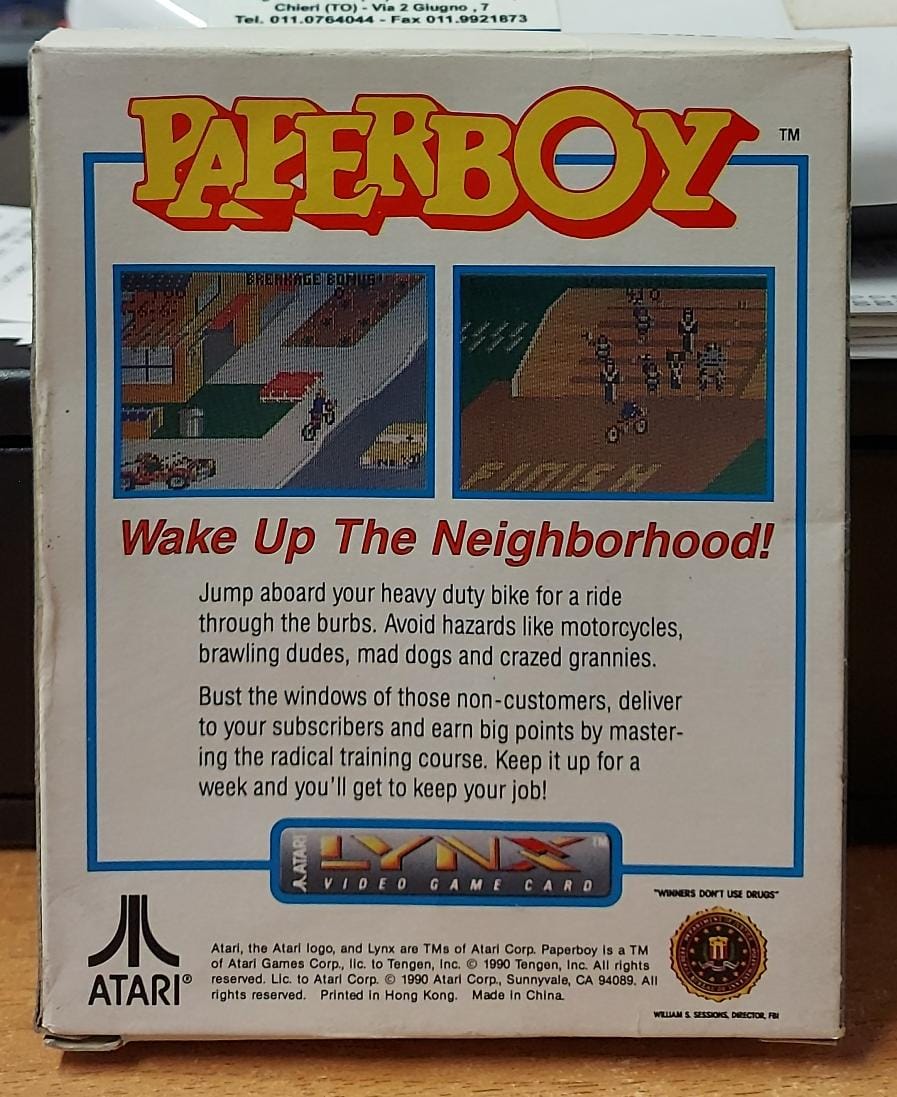 Chieri (TO) - Via 2 Giugno , 7
Tel. 011.0764044 - Fax 011.9921873
PAPERBOY ™
BREAKAGE BONUS!
FINISH
Wake Up The Neighborhood!
Jump aboard your heavy duty bike for a ride
through the burbs. Avoid hazards like motorcycles,
brawling dudes, mad dogs and crazed grannies.
Bust the windows of those non-customers, deliver
to your subscribers and earn big points by master-
ing the radical training course. Keep it up for a
week and you'll get to keep your job!
ATARI LYNX ™
VIDEO GAME CARD
"WINNERS DON'T USE DRUGS"
ATARI®
Atari, the Atari logo, and Lynx are TMs of Atari Corp. Paperboy is a TM
of Atari Games Corp., lic. to Tengen, Inc. © 1990 Tengen, Inc. All rights
reserved. Lic. to Atari Corp. © 1990 Atari Corp., Sunnyvale, CA 94089. All
rights reserved. Printed in Hong Kong. Made in China.
WILLIAM S. SESSIONS, DIRECTOR, FBI